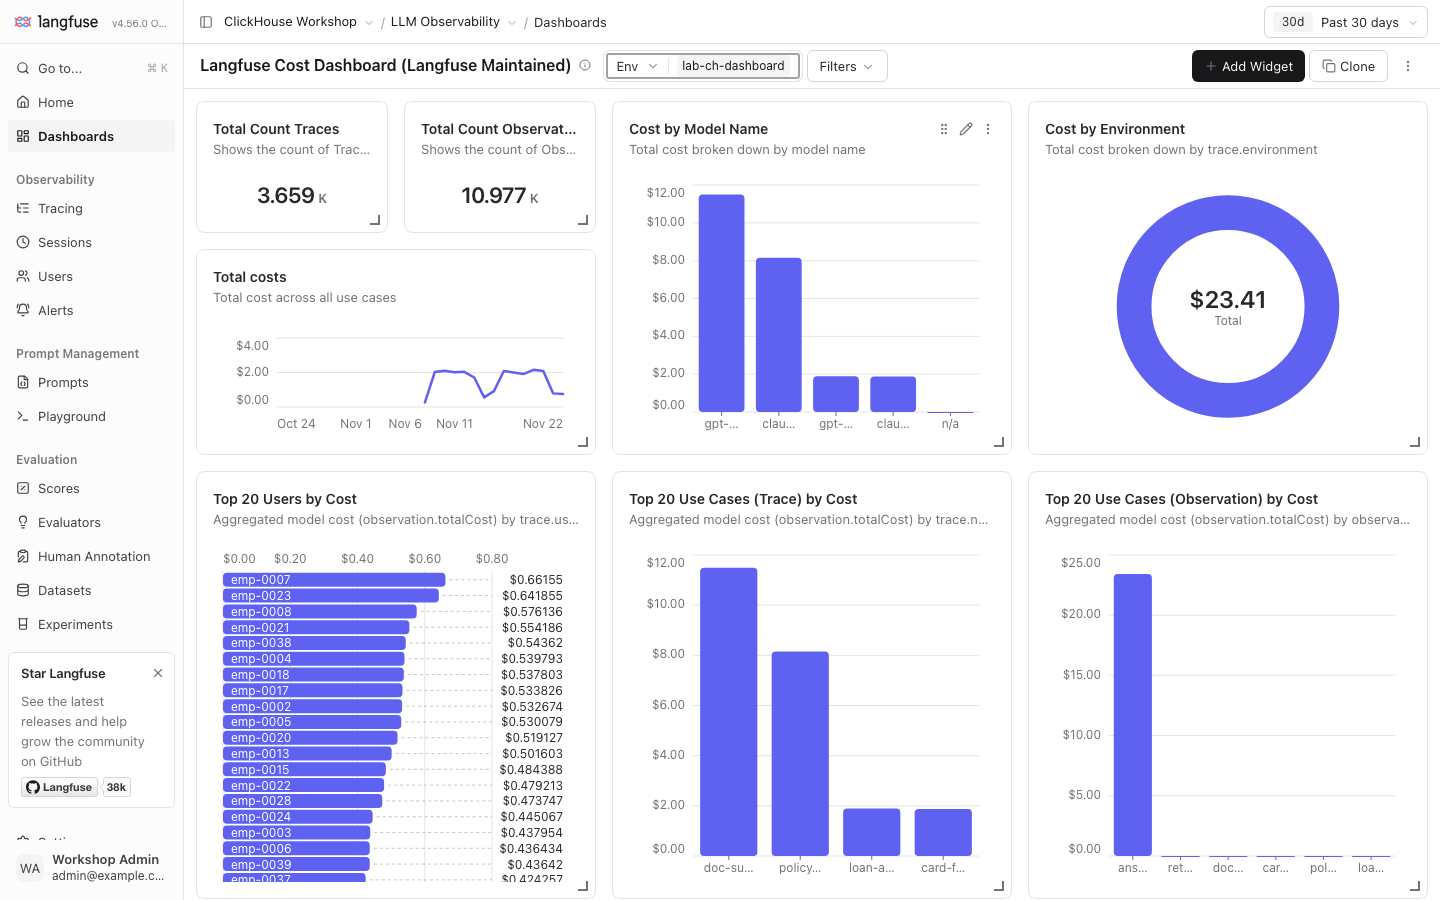 langfuse
v4.56.0 O...
ClickHouse Workshop / LLM Observability / Dashboards
30d Past 30 days
Go to...
⌘ K
Home
Dashboards
Observability
Tracing
Sessions
Users
Alerts
Prompt Management
Prompts
Playground
Evaluation
Scores
Evaluators
Human Annotation
Datasets
Experiments
Star Langfuse
See the latest
releases and help
grow the community
on GitHub
Langfuse 38k
WA
Workshop Admin
admin@example.c...
Langfuse Cost Dashboard (Langfuse Maintained)
Env lab-ch-dashboard
Filters
Add Widget
Clone
Total Count Traces
Shows the count of Trac...
3.659 K
Total Count Observat...
Shows the count of Obs...
10.977 K
Total costs
Total cost across all use cases
$4.00
$2.00
$0.00
Oct 24 Nov 1 Nov 6 Nov 11 Nov 22
Cost by Model Name
Total cost broken down by model name
$12.00
$10.00
$8.00
$6.00
$4.00
$2.00
$0.00
gpt-... clau... gpt-... clau... n/a
Cost by Environment
Total cost broken down by trace.environment
$23.41
Total
Top 20 Users by Cost
Aggregated model cost (observation.totalCost) by trace.us...
$0.00 $0.20 $0.40 $0.60 $0.80
emp-0007 $0.66155
emp-0023 $0.641855
emp-0008 $0.576136
emp-0021 $0.554186
emp-0038 $0.54362
emp-0004 $0.539793
emp-0018 $0.537803
emp-0017 $0.533826
emp-0002 $0.532674
emp-0005 $0.530079
emp-0020 $0.519127
emp-0013 $0.501603
emp-0015 $0.484388
emp-0022 $0.479213
emp-0028 $0.473747
emp-0024 $0.445067
emp-0003 $0.437954
emp-0006 $0.436434
emp-0039 $0.43642
emp-0037 $0.424257
Top 20 Use Cases (Trace) by Cost
Aggregated model cost (observation.totalCost) by trace.n...
$12.00
$10.00
$8.00
$6.00
$4.00
$2.00
$0.00
doc-su... policy... loan-a... card-f...
Top 20 Use Cases (Observation) by Cost
Aggregated model cost (observation.totalCost) by observa...
$25.00
$20.00
$15.00
$10.00
$5.00
$0.00
ans... ret... doc... car... pol... loa...